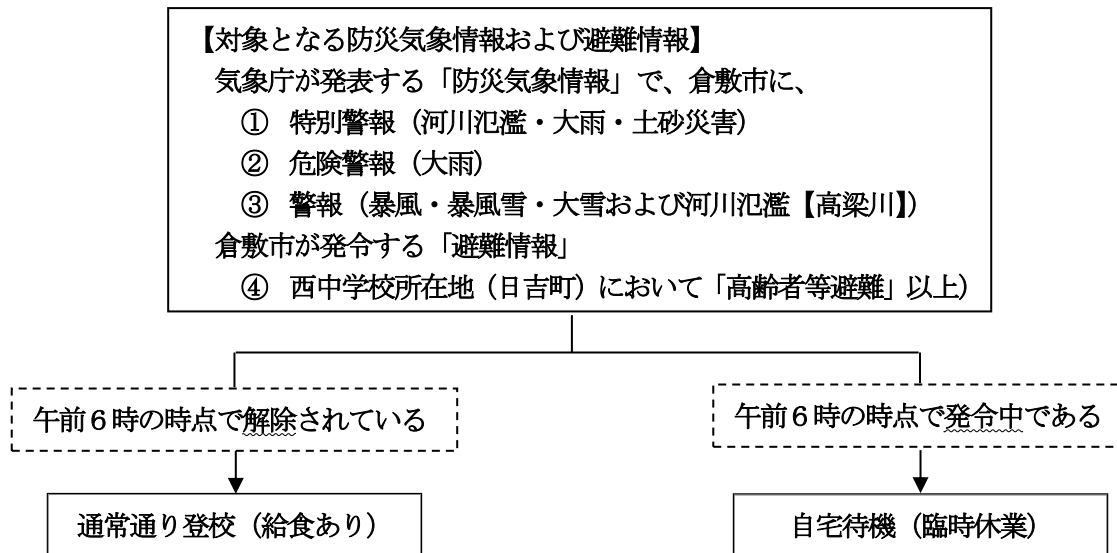 【対象となる防災気象情報および避難情報】
気象庁が発表する「防災気象情報」で、倉敷市に、
① 特別警報（河川氾濫・大雨・土砂災害）
② 危険警報（大雨）
③ 警報（暴風・暴風雪・大雪および河川氾濫【高梁川】）
倉敷市が発令する「避難情報」
④ 西中学校所在地（日吉町）において「高齢者等避難」以上）
午前６時の時点で解除されている
午前６時の時点で発令中である
通常通り登校（給食あり）
自宅待機（臨時休業）